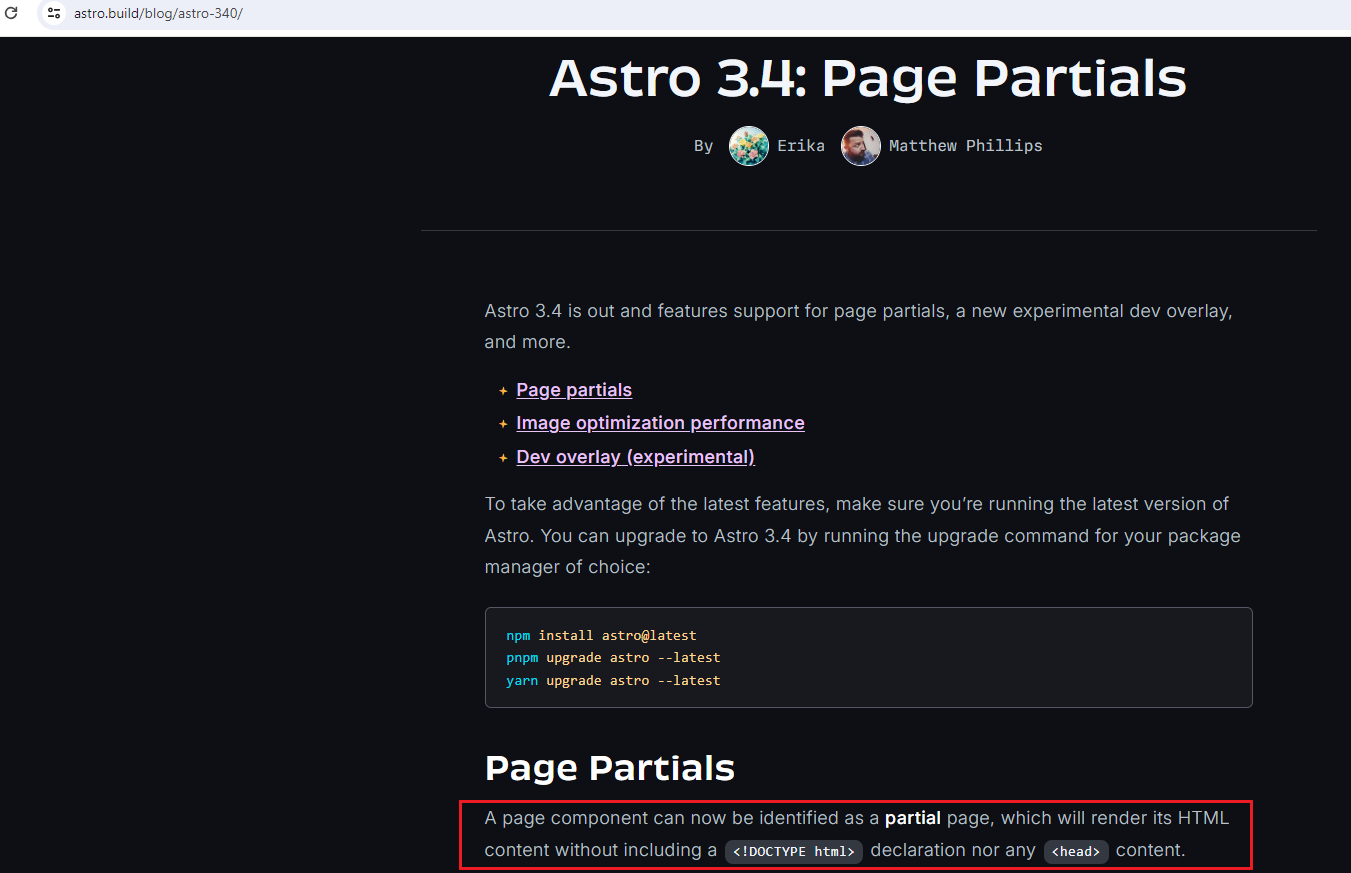 astro.build/blog/astro-340/
Astro 3.4: Page Partials
By Erika Matthew Phillips
Astro 3.4 is out and features support for page partials, a new experimental dev overlay,
and more.
Page partials
Image optimization performance
Dev overlay (experimental)
To take advantage of the latest features, make sure you’re running the latest version of
Astro. You can upgrade to Astro 3.4 by running the upgrade command for your package
manager of choice:
npm install astro@latest
pnpm upgrade astro --latest
yarn upgrade astro --latest
Page Partials
A page component can now be identified as a partial page, which will render its HTML
content without including a <!DOCTYPE html> declaration nor any <head> content.